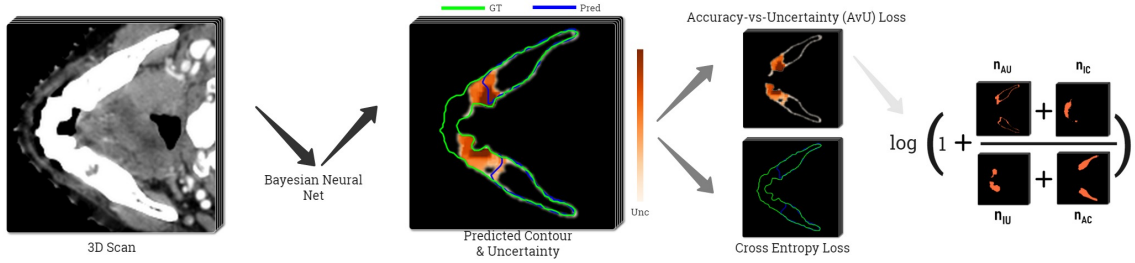 GT
Pred
Accuracy-vs-Uncertainty (AvU) Loss
3D Scan
Bayesian Neural
Net
Unc
Predicted Contour
& Uncertainty
Cross Entropy Loss
n_AU
n_IC
+
log ( 1 + )
+
n_IU
n_AC